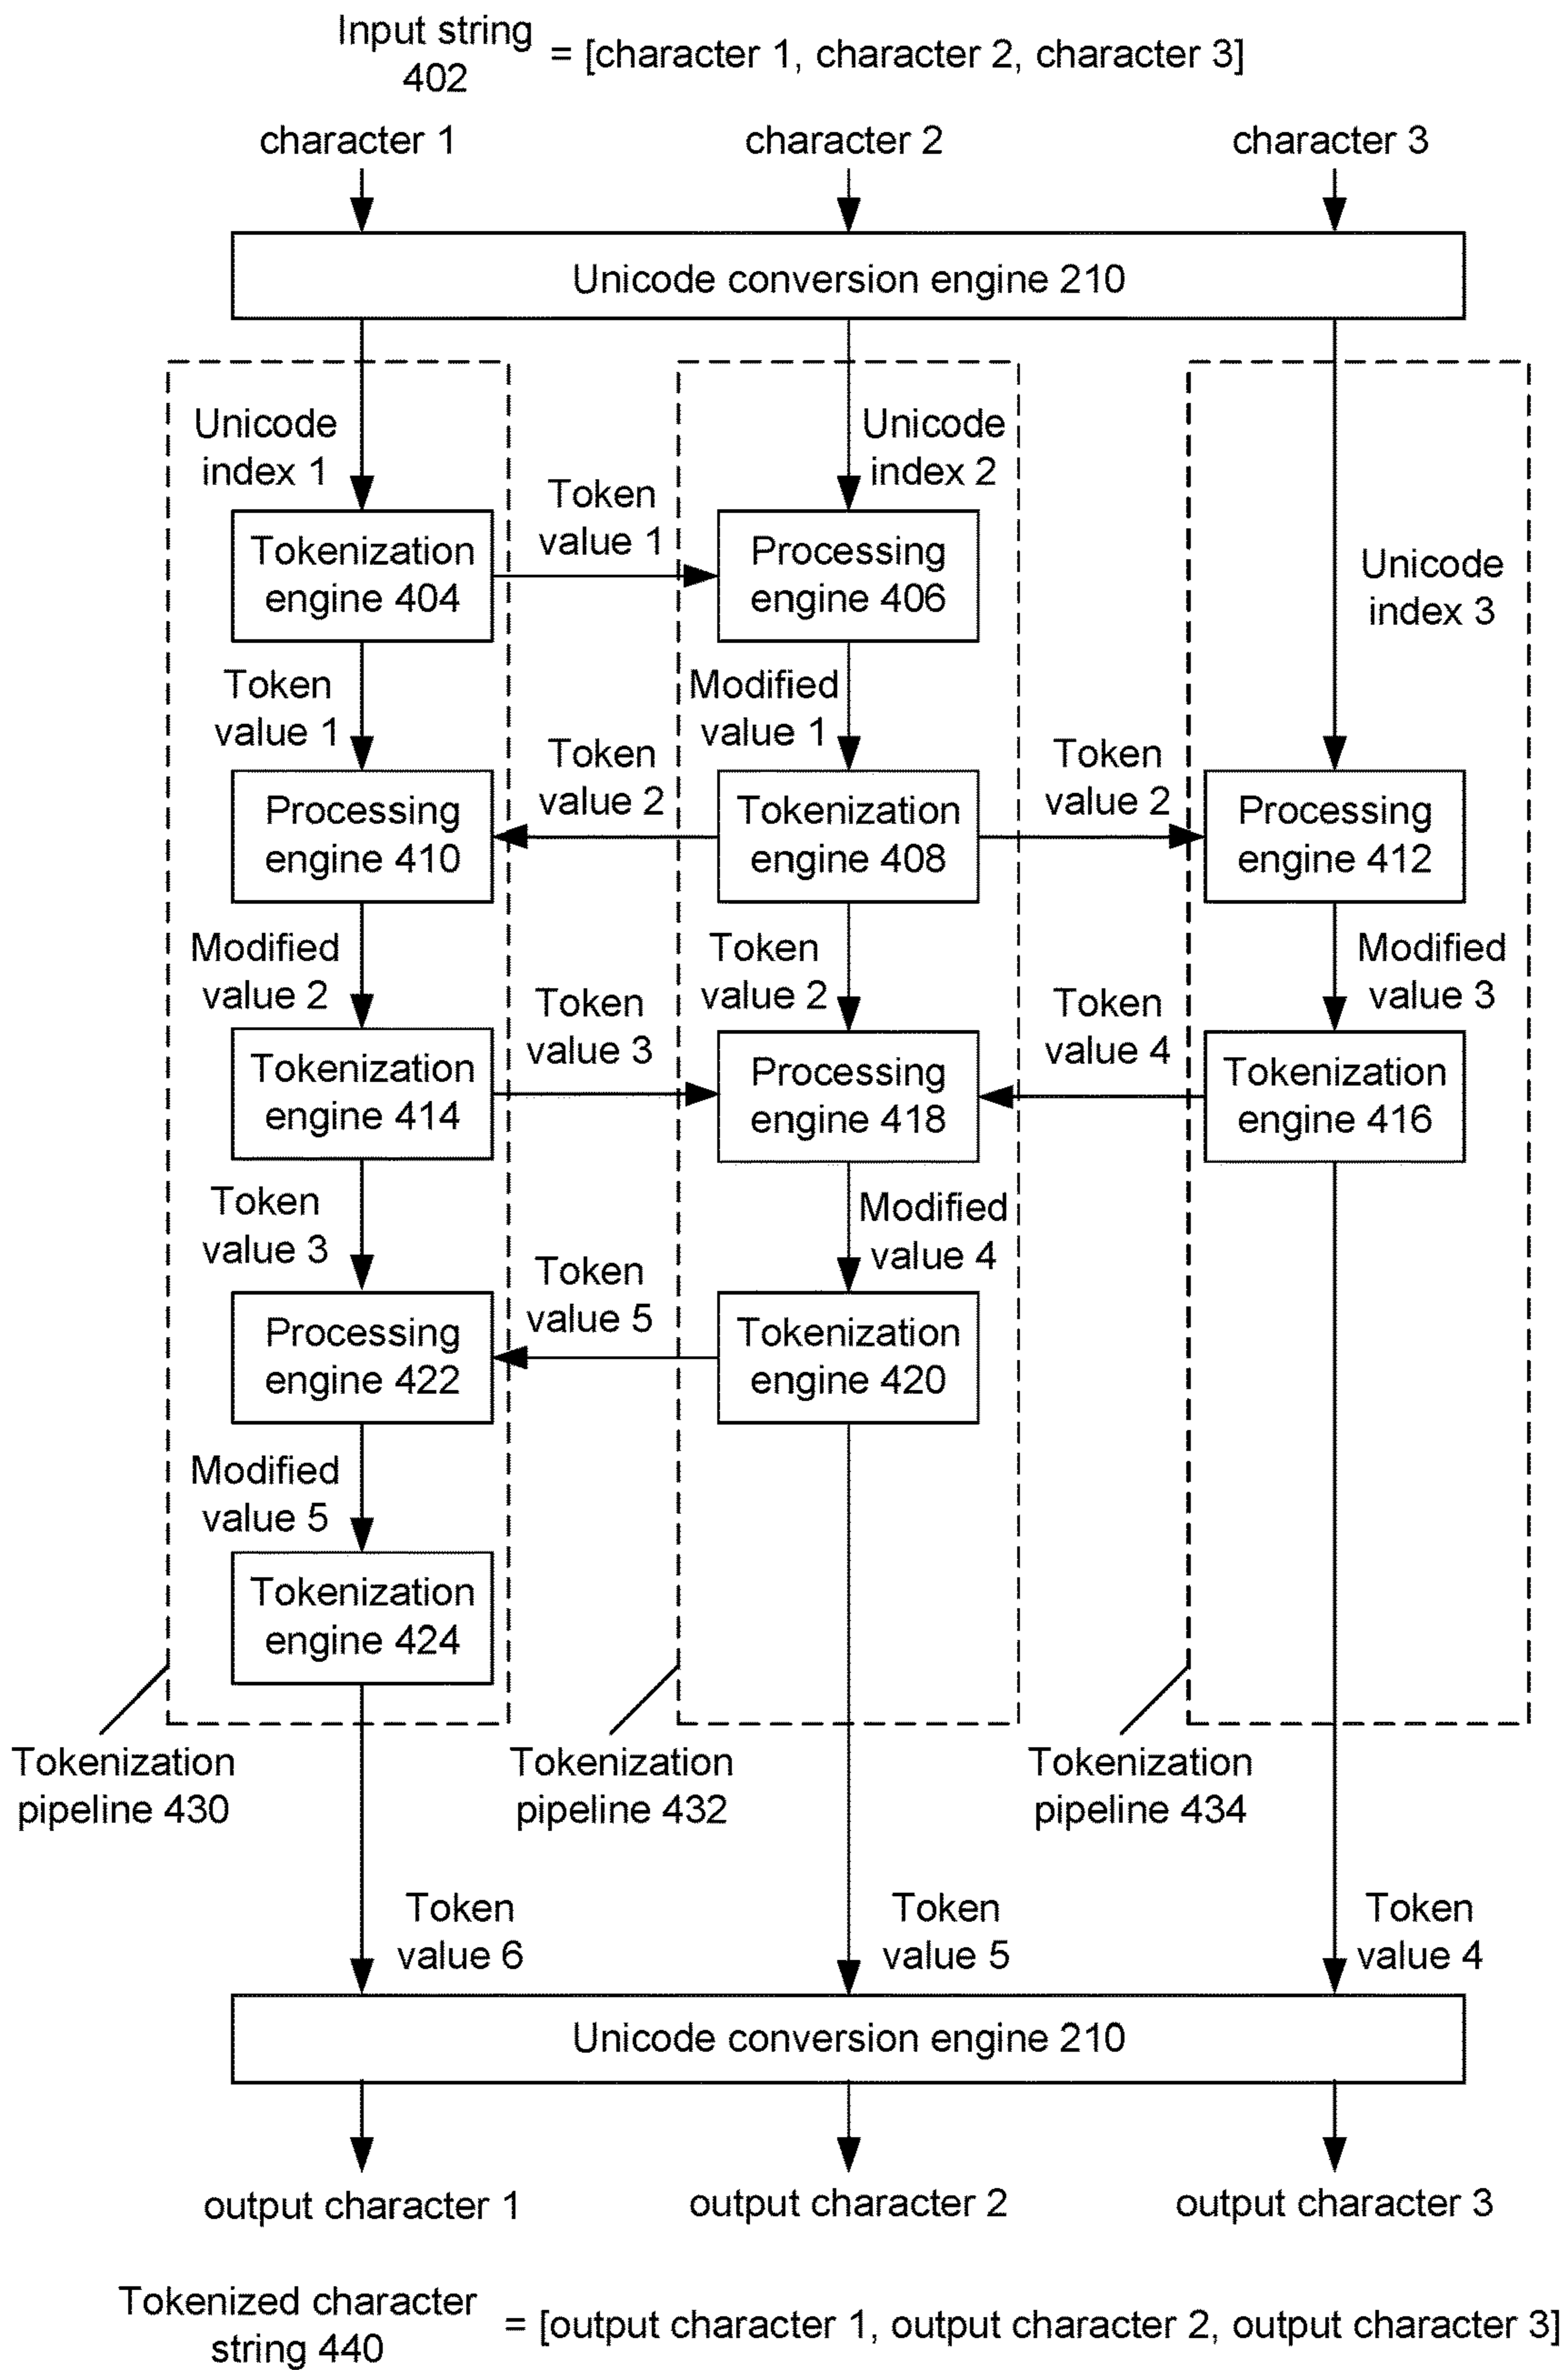 Input string
402
= [character 1, character 2, character 3]
character 1
character 2
character 3
Unicode conversion engine 210
Unicode
index 1
Unicode
index 2
Unicode
index 3
Token
value 1
Tokenization
engine 404
Processing
engine 406
Token
value 1
Modified
value 1
Token
value 2
Token
value 2
Processing
engine 410
Tokenization
engine 408
Processing
engine 412
Modified
value 2
Token
value 2
Modified
value 3
Token
value 3
Token
value 4
Tokenization
engine 414
Processing
engine 418
Tokenization
engine 416
Token
value 3
Modified
value 4
Token
value 5
Processing
engine 422
Tokenization
engine 420
Modified
value 5
Tokenization
engine 424
Tokenization
pipeline 430
Tokenization
pipeline 432
Tokenization
pipeline 434
Token
value 6
Token
value 5
Token
value 4
Unicode conversion engine 210
output character 1
output character 2
output character 3
Tokenized character
string 440
= [output character 1, output character 2, output character 3]